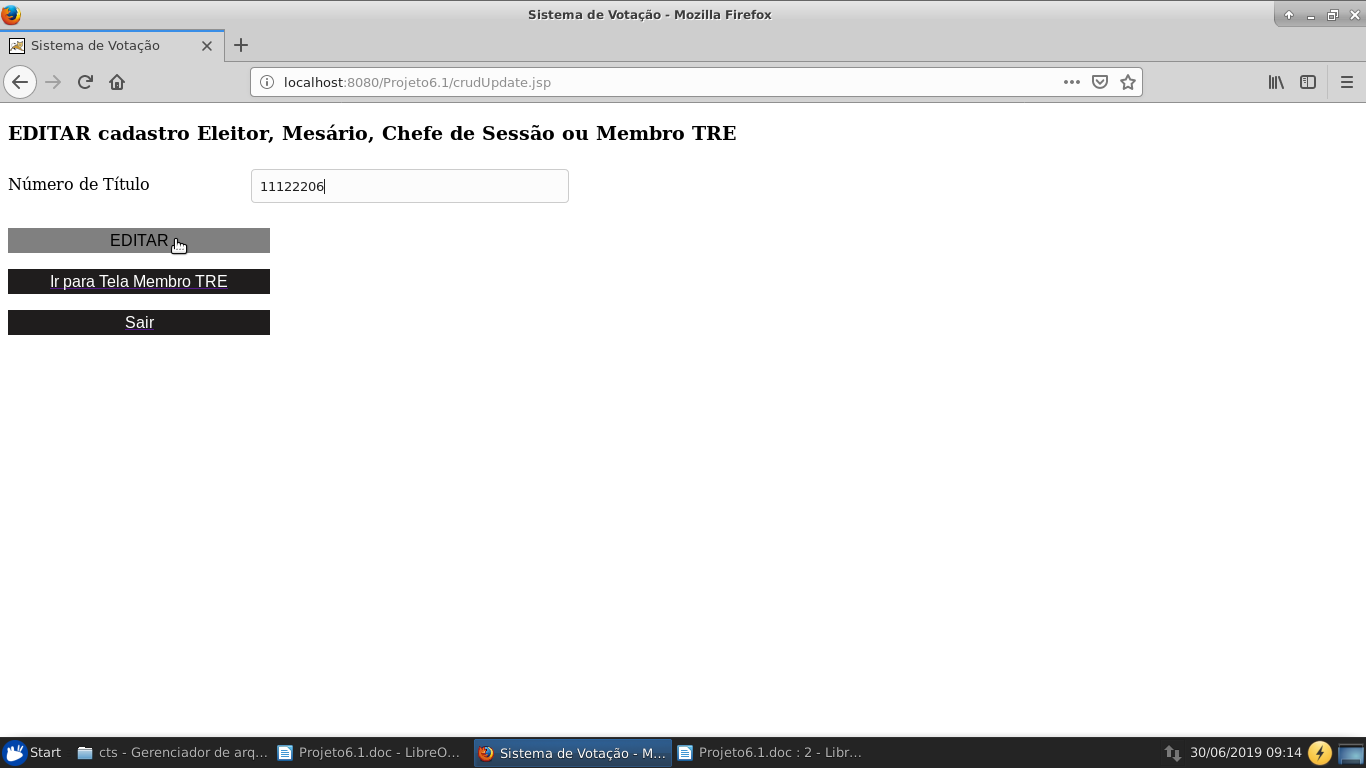 Sistema de Votação - Mozilla Firefox
Sistema de Votação
localhost:8080/Projeto6.1/crudUpdate.jsp
EDITAR cadastro Eleitor, Mesário, Chefe de Sessão ou Membro TRE
Número de Título 11122206
EDITAR
Ir para Tela Membro TRE
Sair
Start cts - Gerenciador de arq... Projeto6.1.doc - LibreO... Sistema de Votação - M... Projeto6.1.doc : 2 - Libr... 30/06/2019 09:14